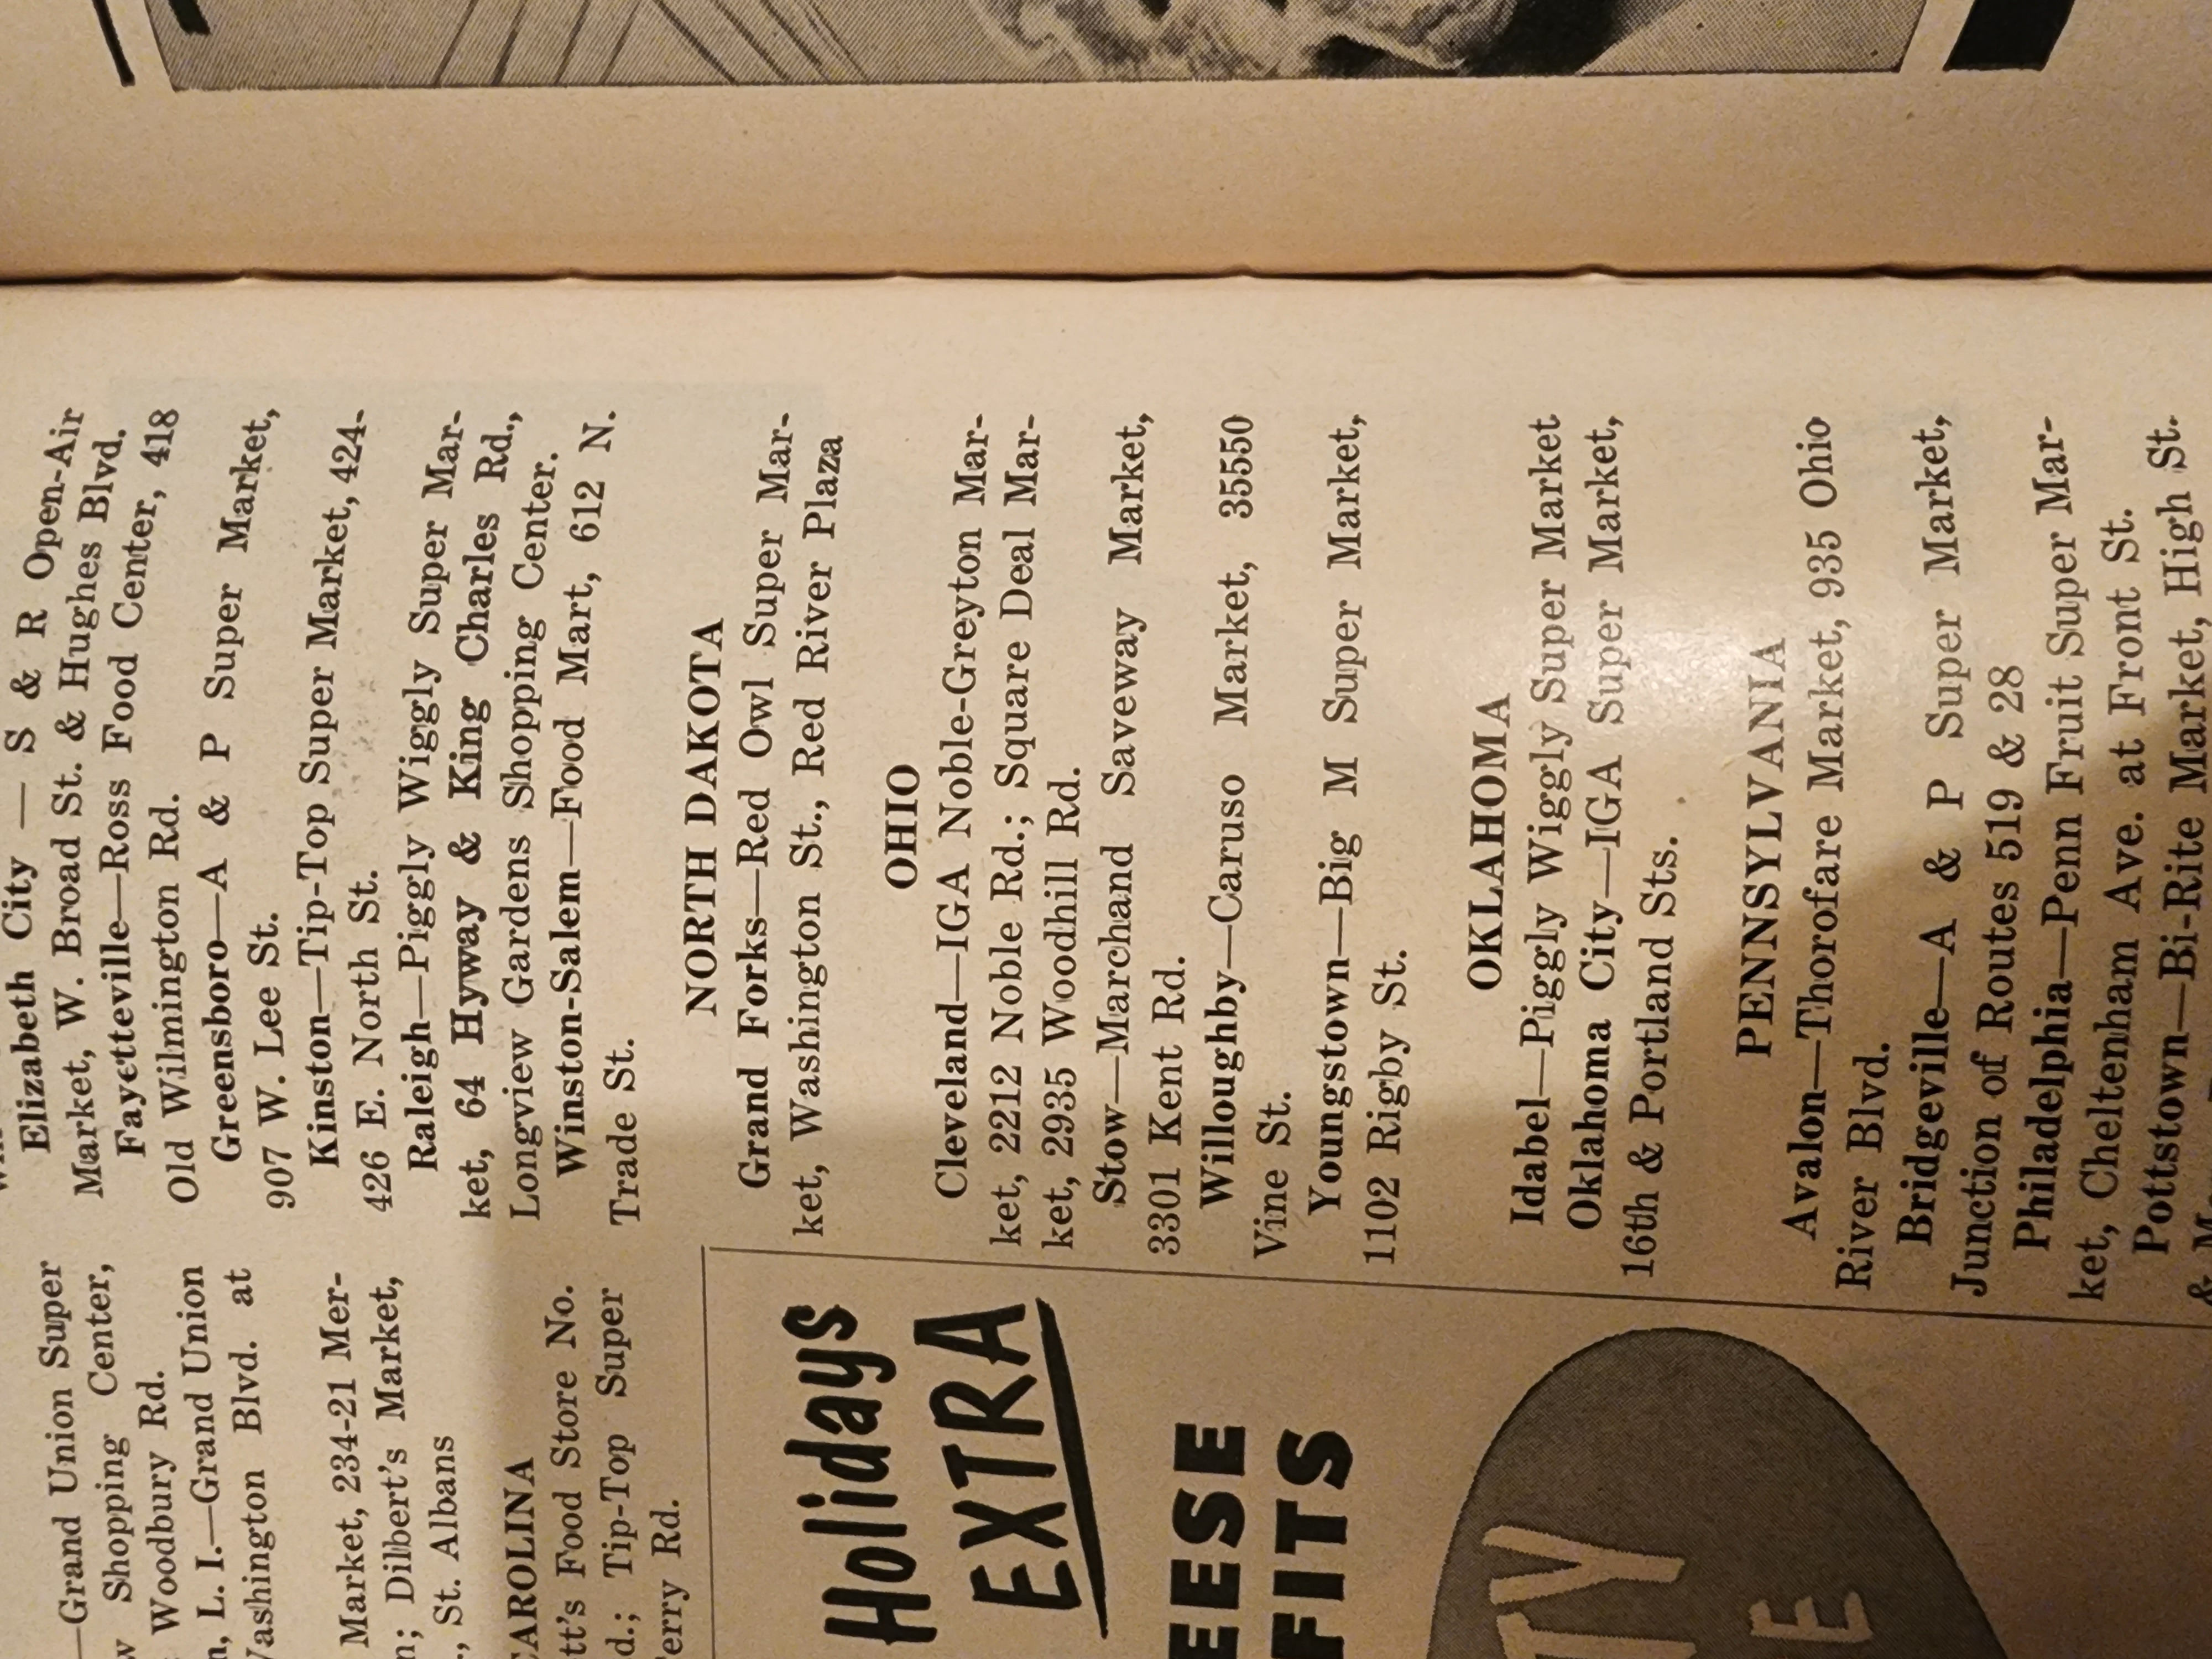 —Grand Union Super
Shopping Center,
Woodbury Rd.
L. I.—Grand Union
Washington Blvd. at
Market, 234-21 Mer-
Dilbert's Market,
St. Albans
CAROLINA
Food Store No.
Tip-Top Super
Elizabeth City — S & R Open-Air
Market, W. Broad St. & Hughes Blvd.
Fayetteville—Ross Food Center, 418
Old Wilmington Rd.
Greensboro—A & P Super Market,
907 W. Lee St.
Kinston—Tip-Top Super Market, 424-
426 E. North St.
Raleigh—Piggly Wiggly Super Mar-
ket, 64 Hyway & King Charles Rd.,
Longview Gardens Shopping Center.
Winston-Salem—Food Mart, 612 N.
Trade St.
NORTH DAKOTA
Grand Forks—Red Owl Super Mar-
ket, Washington St., Red River Plaza
OHIO
Cleveland—IGA Noble-Greyton Mar-
ket, 2212 Noble Rd.; Square Deal Mar-
ket, 2935 Woodhill Rd.
Stow—Marchand Saveway Market,
3301 Kent Rd.
Willoughby—Caruso Market, 35550
Vine St.
Youngstown—Big M Super Market,
1102 Rigby St.
OKLAHOMA
Idabel—Piggly Wiggly Super Market
Oklahoma City—IGA Super Market,
16th & Portland Sts.
PENNSYLVANIA
Avalon—Thorofare Market, 935 Ohio
River Blvd.
Bridgeville—A & P Super Market,
Junction of Routes 519 & 28
Philadelphia—Penn Fruit Super Mar-
ket, Cheltenham Ave. at Front St.
Pottstown—Bi-Rite Market, High St.
Holidays
EXTRA
EESE
FITS
TY
E